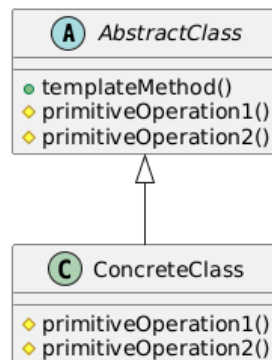 A AbstractClass
templateMethod()
primitiveOperation1()
primitiveOperation2()
C ConcreteClass
primitiveOperation1()
primitiveOperation2()